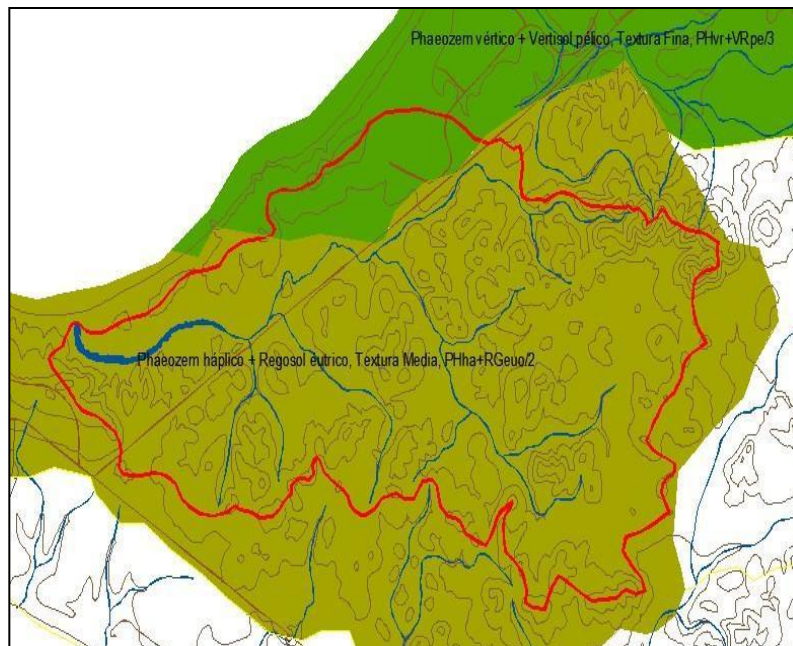 Phaeozem vértico + Vertisol pélico, Textura Fina, PHvr+VRpe/3
Phaeozem háplico + Regosol éutrico, Textura Media, PHha+RGeuo/2